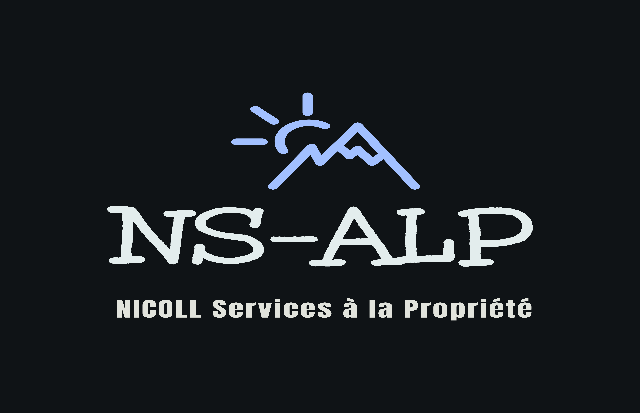 NS-ALP
NICOLL Services à la Propriété